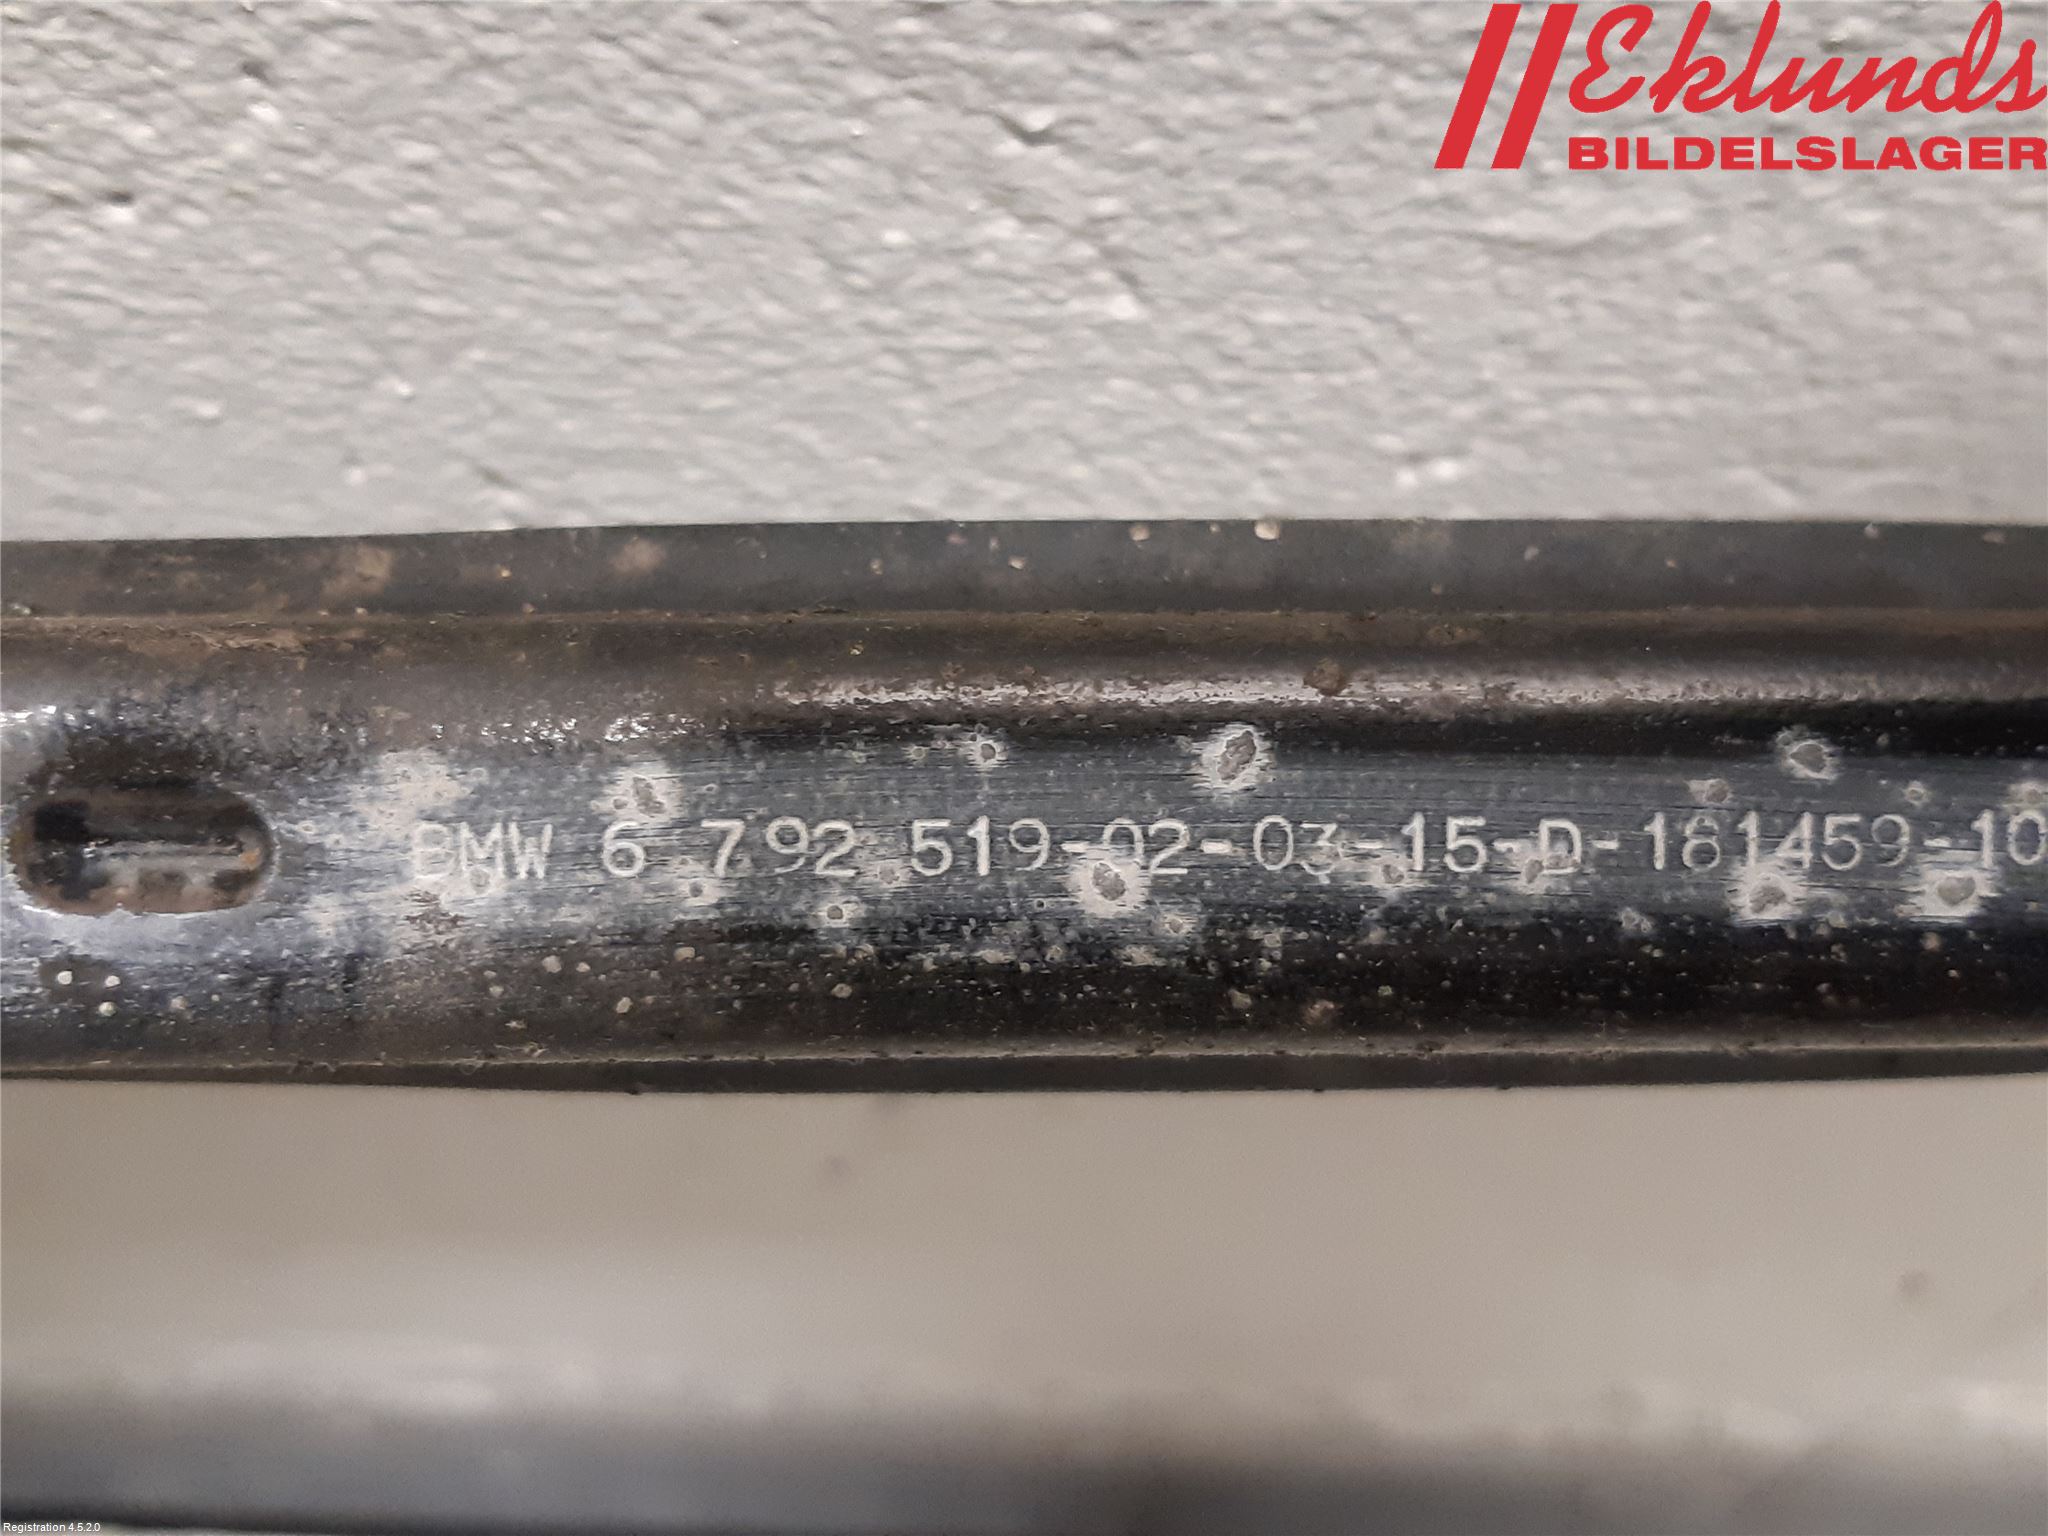 Eklunds
BILDELSLAGER
BMW 6 792 519-02-03-15-D-181459-10
Registration 4.5.2.0